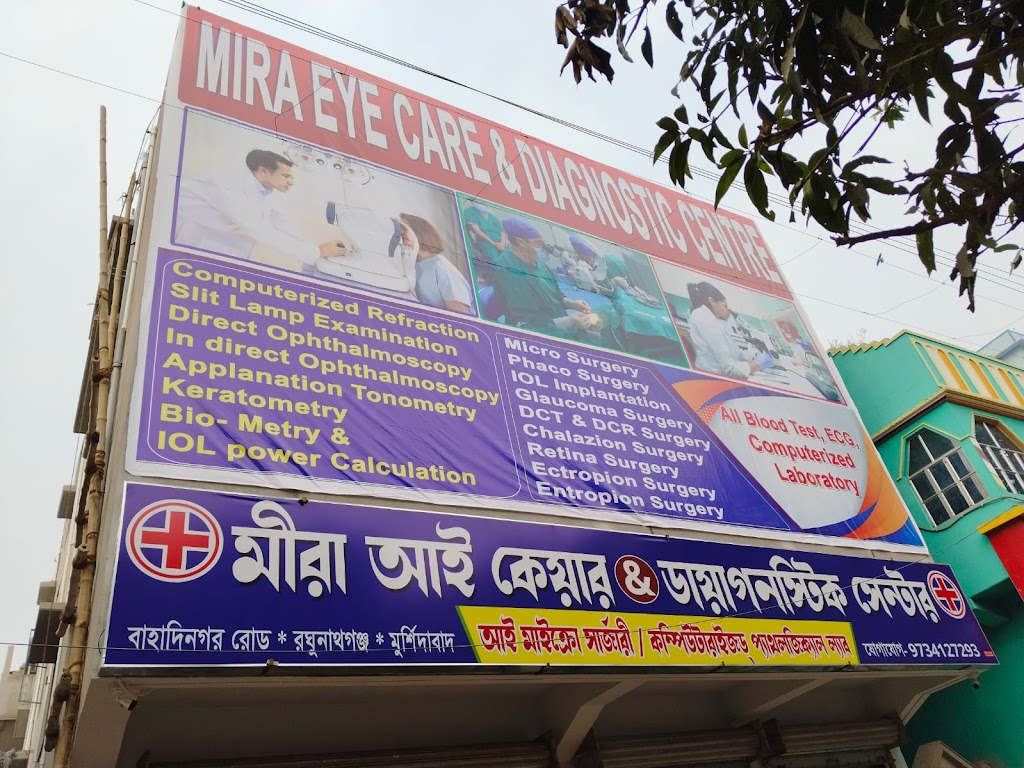 MIRA EYE CARE & DIAGNOSTIC CENTRE
Computerized Refraction
Slit Lamp Examination
Direct Ophthalmoscopy
In direct Ophthalmoscopy
Applanation Tonometry
Keratometry
Bio- Metry &
IOL power Calculation
Micro Surgery
Phaco Surgery
IOL Implantation
Glaucoma Surgery
DCT & DCR Surgery
Chalazion Surgery
Retina Surgery
Ectropion Surgery
Entropion Surgery
All Blood Test, ECG,
Computerized
Laboratory
মীরা আই কেয়ার & ডায়াগনস্টিক সেন্টার
বাহাদিনগর রোড * রঘুনাথগঞ্জ * মুর্শিদাবাদ
আই মাইক্রো সার্জারী / কম্পিউটারাইজড্ প্যাথলজিক্যাল ল্যাব
যোগাযোগ- 9734127293